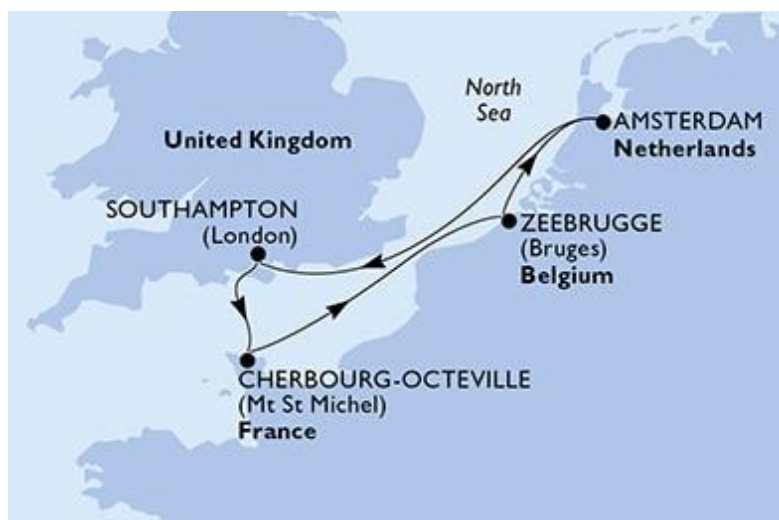 North
Sea
United Kingdom
AMSTERDAM
Netherlands
SOUTHAMPTON
(London)
ZEEBRUGGE
(Bruges)
Belgium
CHERBOURG-OCTEVILLE
(Mt St Michel)
France